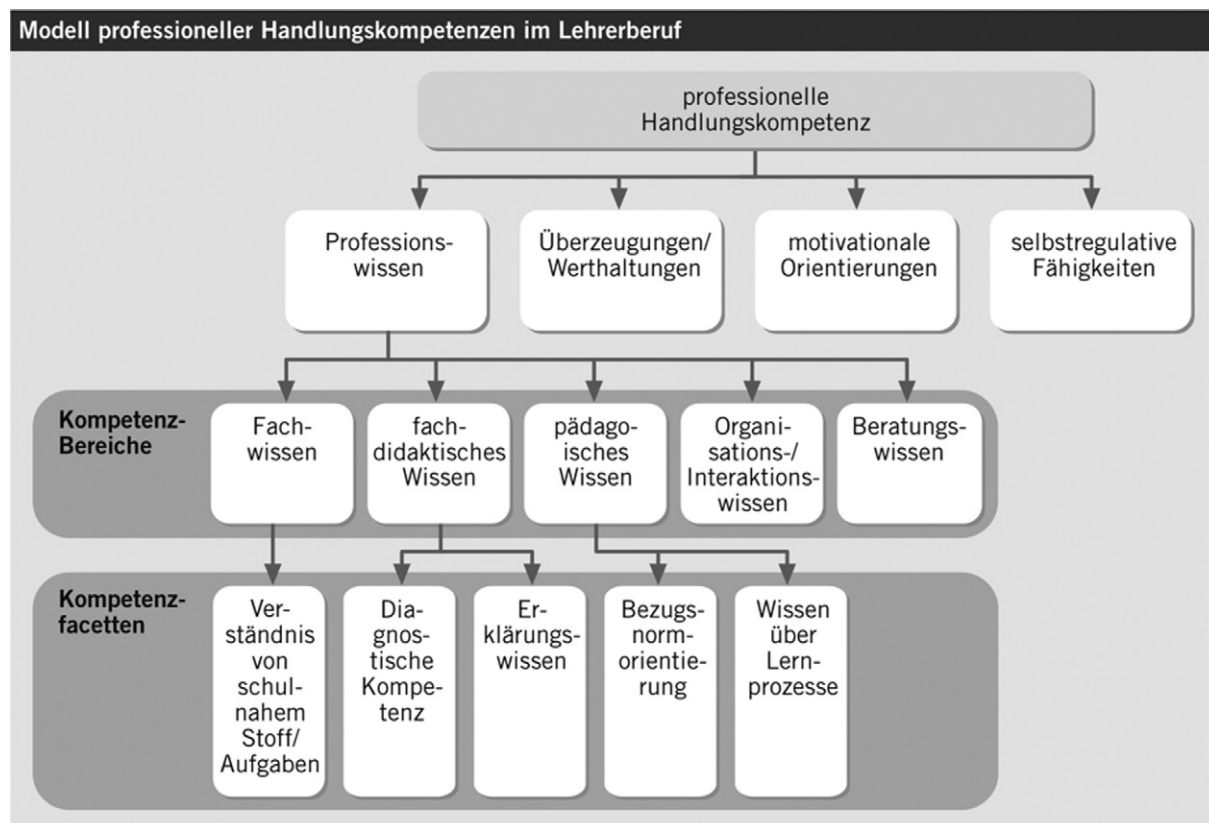 Modell professioneller Handlungskompetenzen im Lehrerberuf
professionelle
Handlungskompetenz
Professions-
wissen
Überzeugungen/
Werthaltungen
motivationale
Orientierungen
selbstregulative
Fähigkeiten
Kompetenz-
Bereiche
Fach-
wissen
fach-
didaktisches
Wissen
pädago-
isches
Wissen
Organi-
sations-/
Interaktions-
wissen
Beratungs-
wissen
Kompetenz-
facetten
Ver-
ständnis
von
schul-
nahem
Stoff/
Aufgaben
Dia-
gnos-
tische
Kompe-
tenz
Er-
klärungs-
wissen
Bezugs-
norm-
orientie-
rung
Wissen
über
Lern-
prozesse